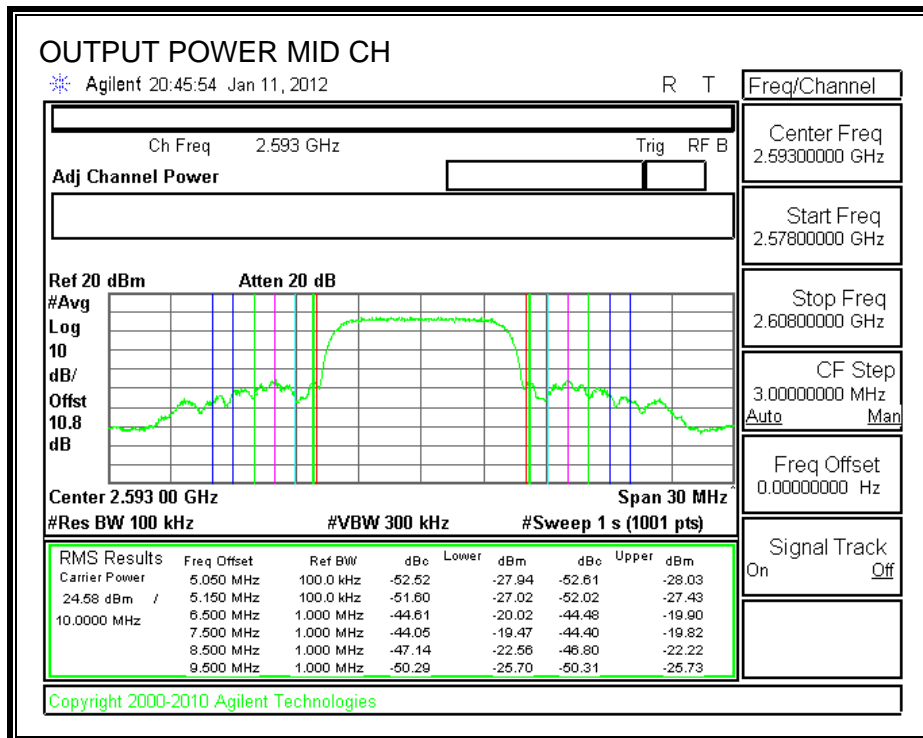 OUTPUT POWER MID CH
Agilent 20:45:54 Jan 11, 2012 R T
Ch Freq 2.593 GHz Trig RF B
Adj Channel Power
Ref 20 dBm Atten 20 dB
#Avg
Log
10
dB/
Offst
10.8
dB
Center 2.593 00 GHz Span 30 MHz^
#Res BW 100 kHz #VBW 300 kHz #Sweep 1 s (1001 pts)
RMS Results Freq Offset Ref BW dBc Lower dBm dBc Upper dBm
Carrier Power 5.050 MHz 100.0 kHz -52.52 -27.94 -52.61 -28.03
24.58 dBm / 5.150 MHz 100.0 kHz -51.60 -27.02 -52.02 -27.43
10.0000 MHz 6.500 MHz 1.000 MHz -44.61 -20.02 -44.48 -19.90
7.500 MHz 1.000 MHz -44.05 -19.47 -44.40 -19.82
8.500 MHz 1.000 MHz -47.14 -22.56 -46.80 -22.22
9.500 MHz 1.000 MHz -50.29 -25.70 -50.31 -25.73
Copyright 2000-2010 Agilent Technologies
Freq/Channel
Center Freq
2.59300000 GHz
Start Freq
2.57800000 GHz
Stop Freq
2.60800000 GHz
CF Step
3.00000000 MHz
Auto Man
Freq Offset
0.00000000 Hz
Signal Track
On Off